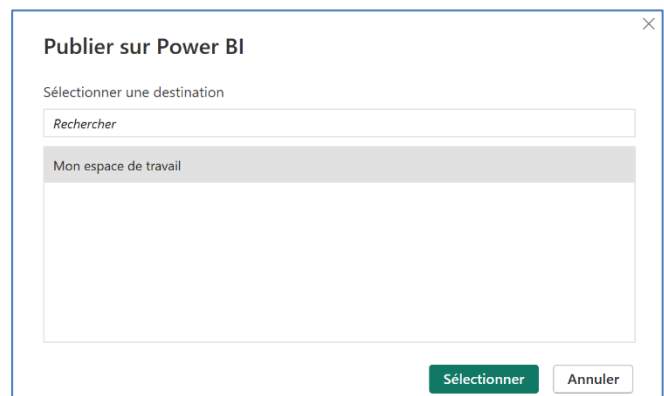 Publier sur Power BI
Sélectionner une destination
Rechercher
Mon espace de travail
Sélectionner
Annuler